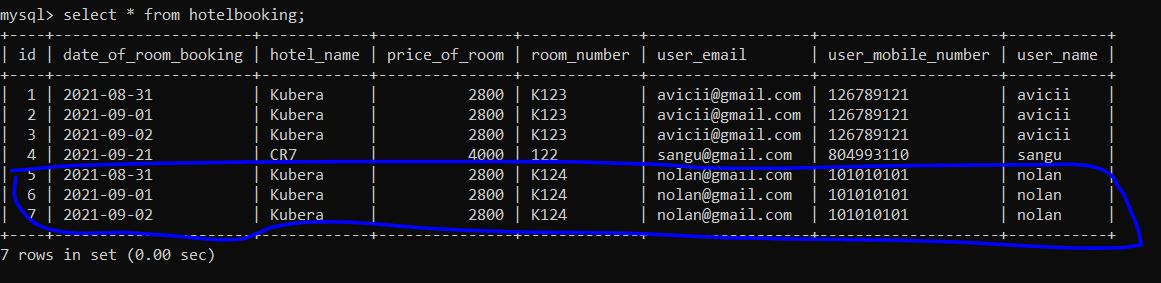 mysql> select * from hotelbooking;
+----+----------------------+------------+---------------+-------------+------------------+--------------------+-----------+
| id | date_of_room_booking | hotel_name | price_of_room | room_number | user_email       | user_mobile_number | user_name |
+----+----------------------+------------+---------------+-------------+------------------+--------------------+-----------+
|  1 | 2021-08-31           | Kubera     |          2800 | K123        | avicii@gmail.com | 126789121          | avicii    |
|  2 | 2021-09-01           | Kubera     |          2800 | K123        | avicii@gmail.com | 126789121          | avicii    |
|  3 | 2021-09-02           | Kubera     |          2800 | K123        | avicii@gmail.com | 126789121          | avicii    |
|  4 | 2021-09-21           | CR7        |          4000 | 122         | sangu@gmail.com  | 804993110          | sangu     |
|  5 | 2021-08-31           | Kubera     |          2800 | K124        | nolan@gmail.com  | 101010101          | nolan     |
|  6 | 2021-09-01           | Kubera     |          2800 | K124        | nolan@gmail.com  | 101010101          | nolan     |
|  7 | 2021-09-02           | Kubera     |          2800 | K124        | nolan@gmail.com  | 101010101          | nolan     |
+----+----------------------+------------+---------------+-------------+------------------+--------------------+-----------+
7 rows in set (0.00 sec)